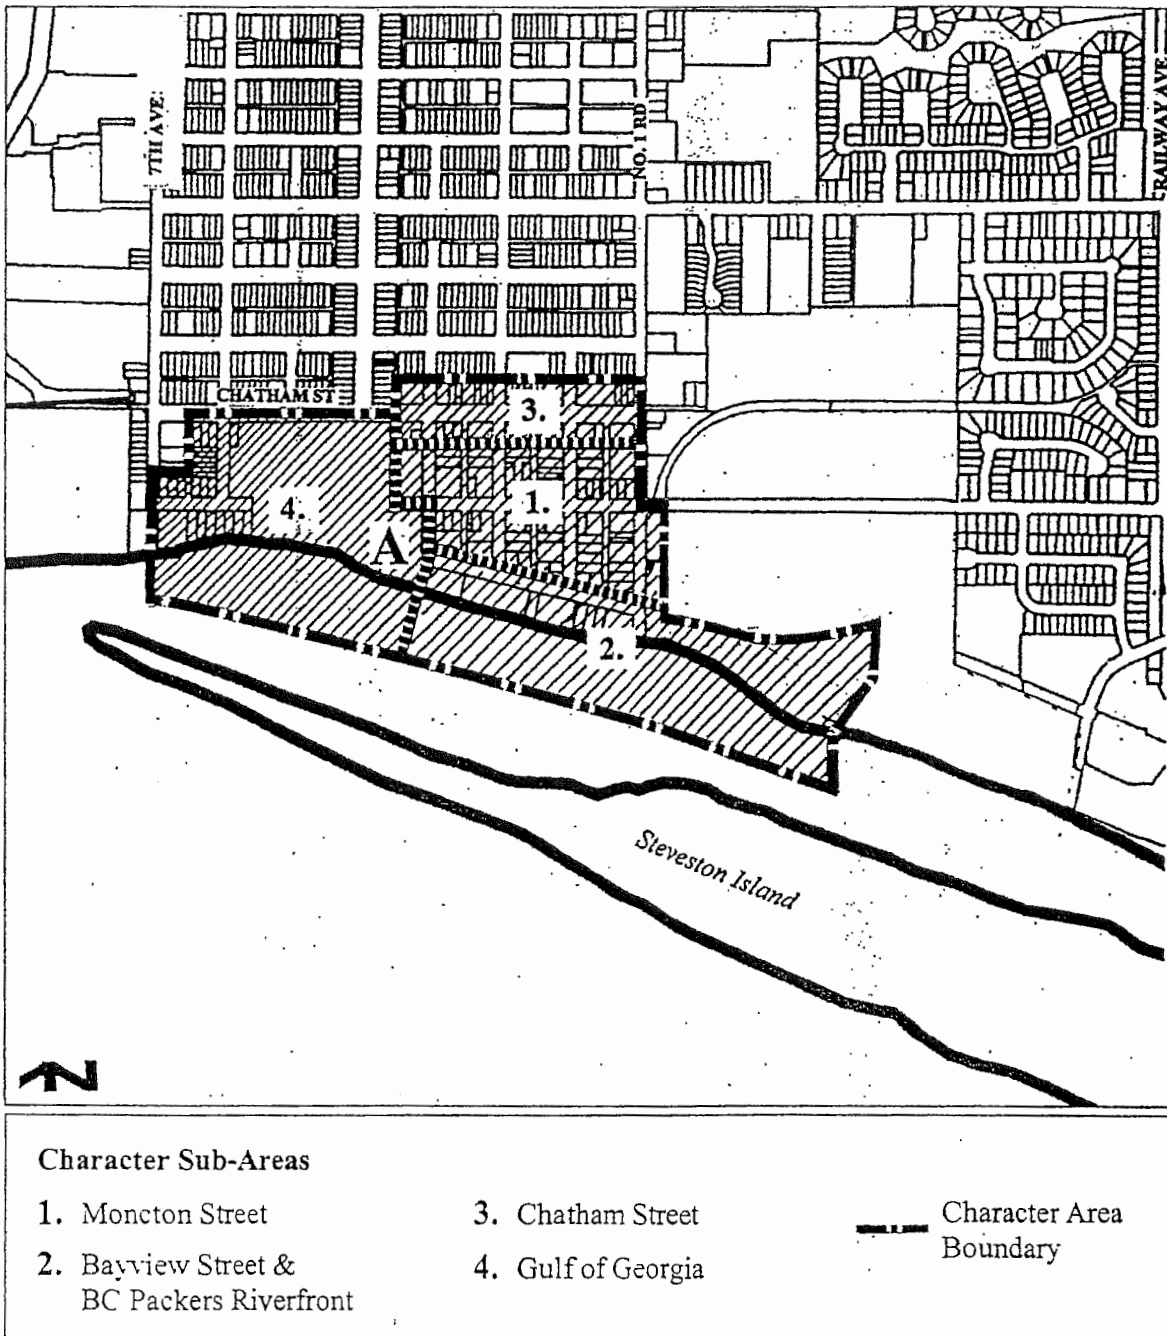 7TH AVE.
NO. 1 RD
RAILWAY AVE
CHATHAM ST
3.
4.
1.
A
2.
Steveston Island
N
Character Sub-Areas
1. Moncton Street
2. Bayview Street &
BC Packers Riverfront
3. Chatham Street
4. Gulf of Georgia
Character Area
Boundary